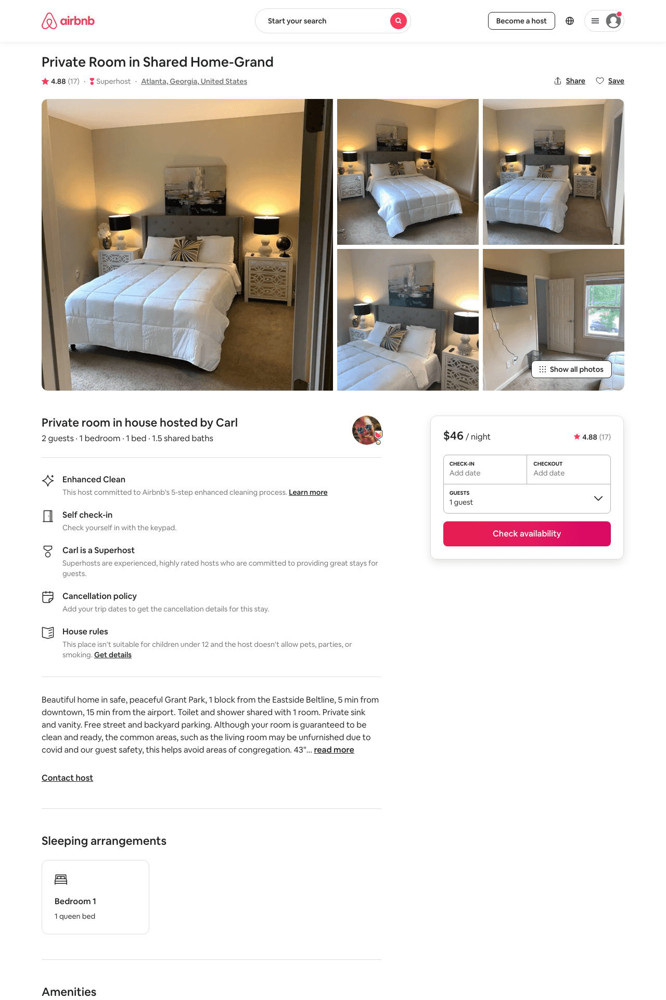 airbnb
Start your search
Become a host
Private Room in Shared Home-Grand
4.88 (17) · Superhost · Atlanta, Georgia, United States
Share
Save
Show all photos
Private room in house hosted by Carl
2 guests · 1 bedroom · 1 bed · 1.5 shared baths
Enhanced Clean
This host committed to Airbnb's 5-step enhanced cleaning process. Learn more
Self check-in
Check yourself in with the keypad.
Carl is a Superhost
Superhosts are experienced, highly rated hosts who are committed to providing great stays for
guests.
Cancellation policy
Add your trip dates to get the cancellation details for this stay.
House rules
This place isn’t suitable for children under 12 and the host doesn’t allow pets, parties, or
smoking. Get details
$46 / night
4.88 (17)
CHECK-IN
Add date
CHECKOUT
Add date
GUESTS
1 guest
Check availability
Beautiful home in safe, peaceful Grant Park, 1 block from the Eastside Beltline, 5 min from
downtown, 15 min from the airport. Toilet and shower shared with 1 room. Private sink
and vanity. Free street and backyard parking. Although your room is guaranteed to be
clean and ready, the common areas, such as the living room may be unfurnished due to
covid and our guest safety, this helps avoid areas of congregation. 43"... read more
Contact host
Sleeping arrangements
Bedroom 1
1 queen bed
Amenities